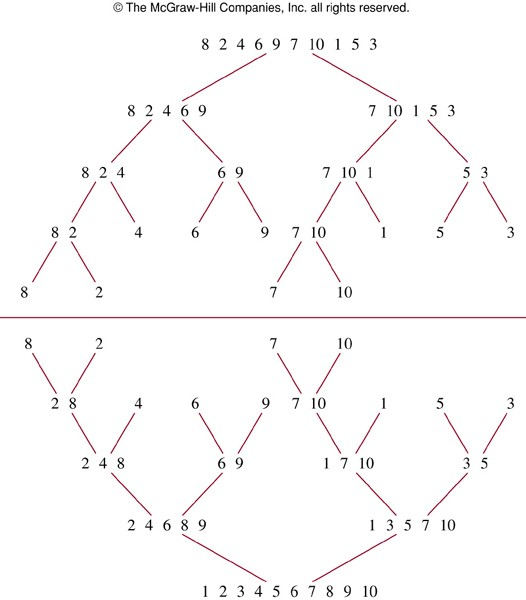 © The McGraw-Hill Companies, Inc. all rights reserved.
8 2 4 6 9 7 10 1 5 3
8 2 4 6 9 7 10 1 5 3
8 2 4 6 9 7 10 1 5 3
8 2 4 6 9 7 10 1 5 3
8 2 7 10
8 2 7 10
2 8 4 6 9 7 10 1 5 3
2 4 8 6 9 1 7 10 3 5
2 4 6 8 9 1 3 5 7 10
1 2 3 4 5 6 7 8 9 10